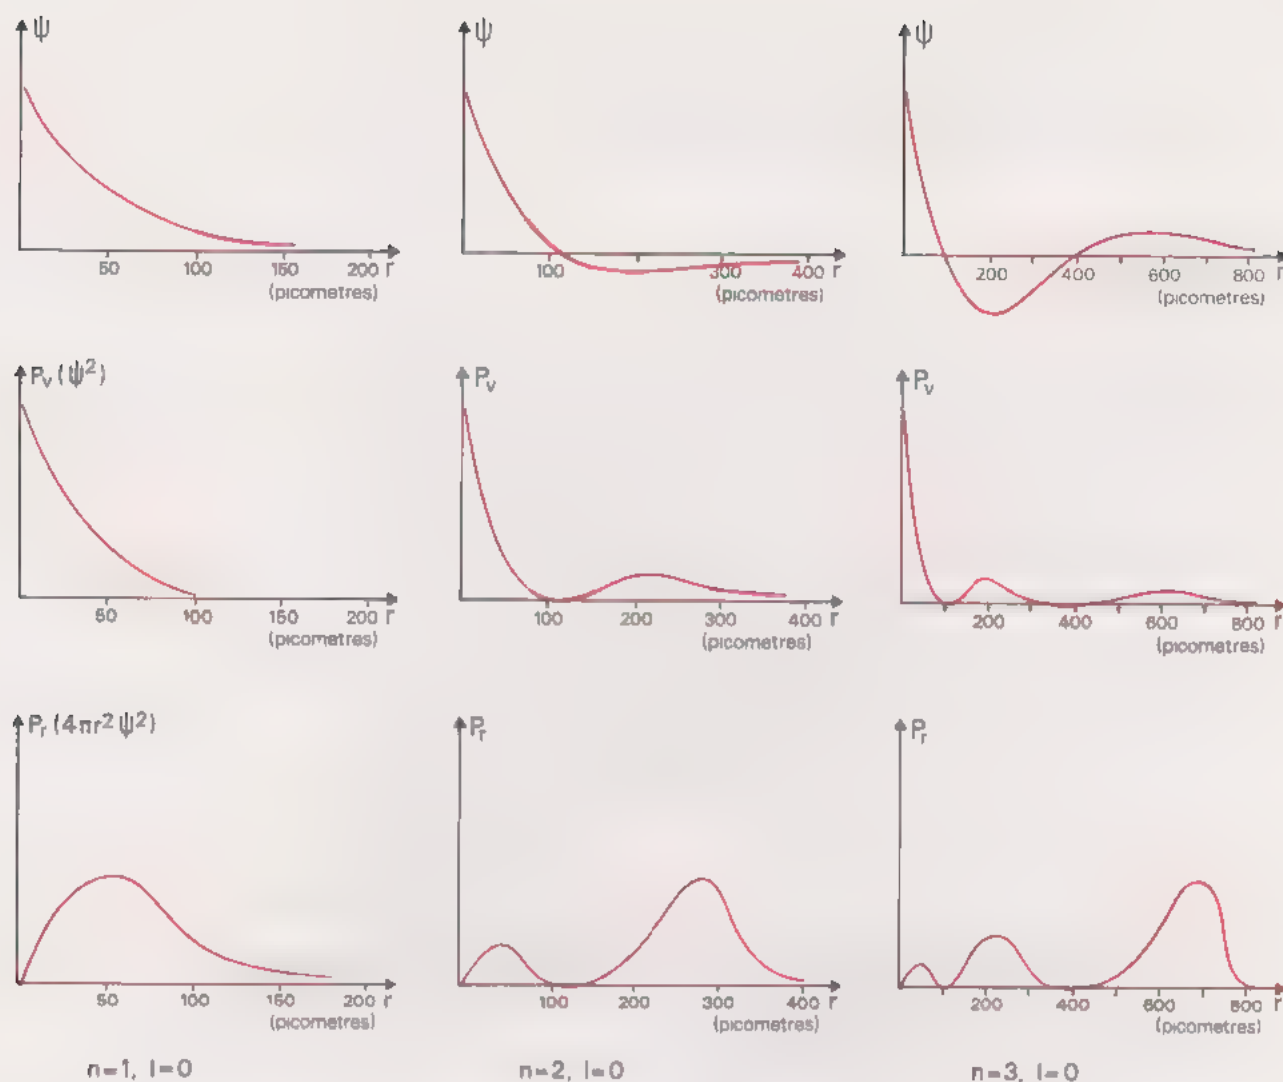 ψ
ψ
ψ
50 100 150 200 r
(picometres)
100 300 400 r
(picometres)
200 400 600 800 r
(picometres)
Pv (ψ²)
Pv
Pv
50 100 150 200 r
(picometres)
100 200 300 400 r
(picometres)
200 400 600 800 r
(picometres)
Pr (4πr²ψ²)
Pr
Pr
50 100 150 200 r
(picometres)
100 200 300 400 r
(picometres)
200 400 600 800 r
(picometres)
n=1, l=0
n=2, l=0
n=3, l=0